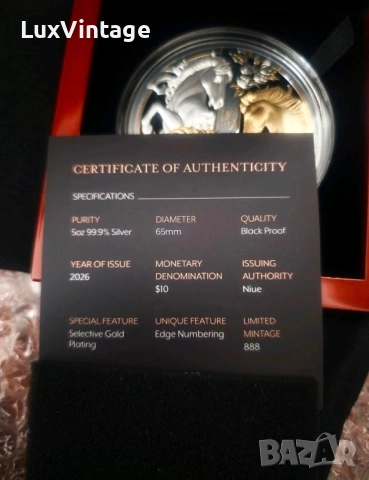 LuxVintage
CERTIFICATE OF AUTHENTICITY
SPECIFICATIONS
PURITY
5oz 99.9% Silver
DIAMETER
65mm
QUALITY
Black Proof
YEAR OF ISSUE
2026
MONETARY
DENOMINATION
$10
ISSUING
AUTHORITY
Niue
SPECIAL FEATURE
Selective Gold
Plating
UNIQUE FEATURE
Edge Numbering
LIMITED
MINTAGE
888
BAZAR